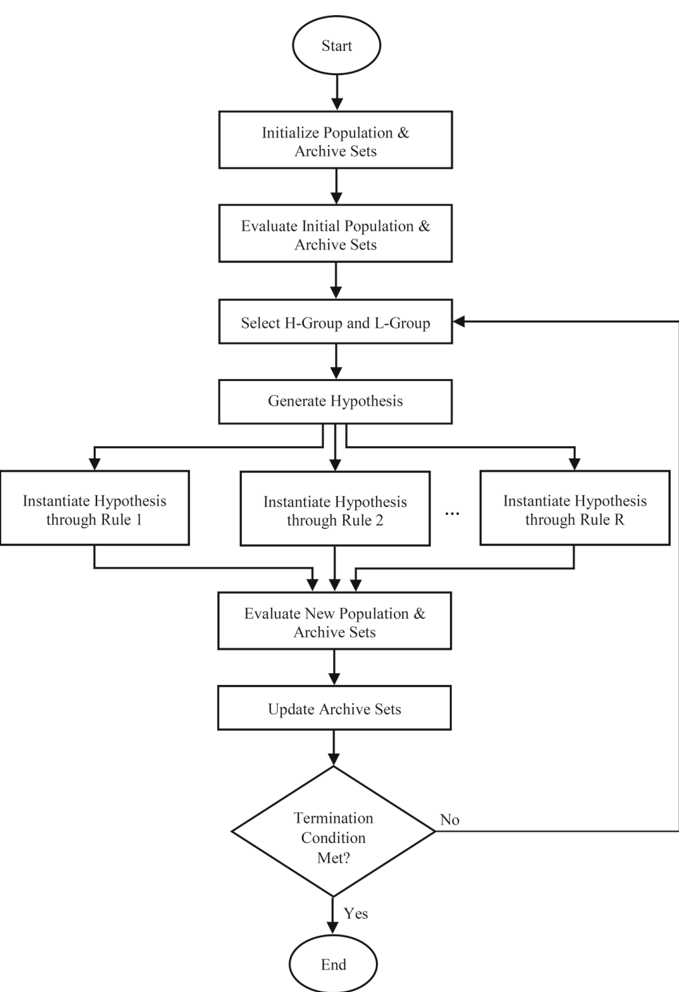 Start
Initialize Population &
Archive Sets
Evaluate Initial Population &
Archive Sets
Select H-Group and L-Group
Generate Hypothesis
Instantiate Hypothesis
through Rule 1
Instantiate Hypothesis
through Rule 2
...
Instantiate Hypothesis
through Rule R
Evaluate New Population &
Archive Sets
Update Archive Sets
Termination
Condition
Met?
No
Yes
End